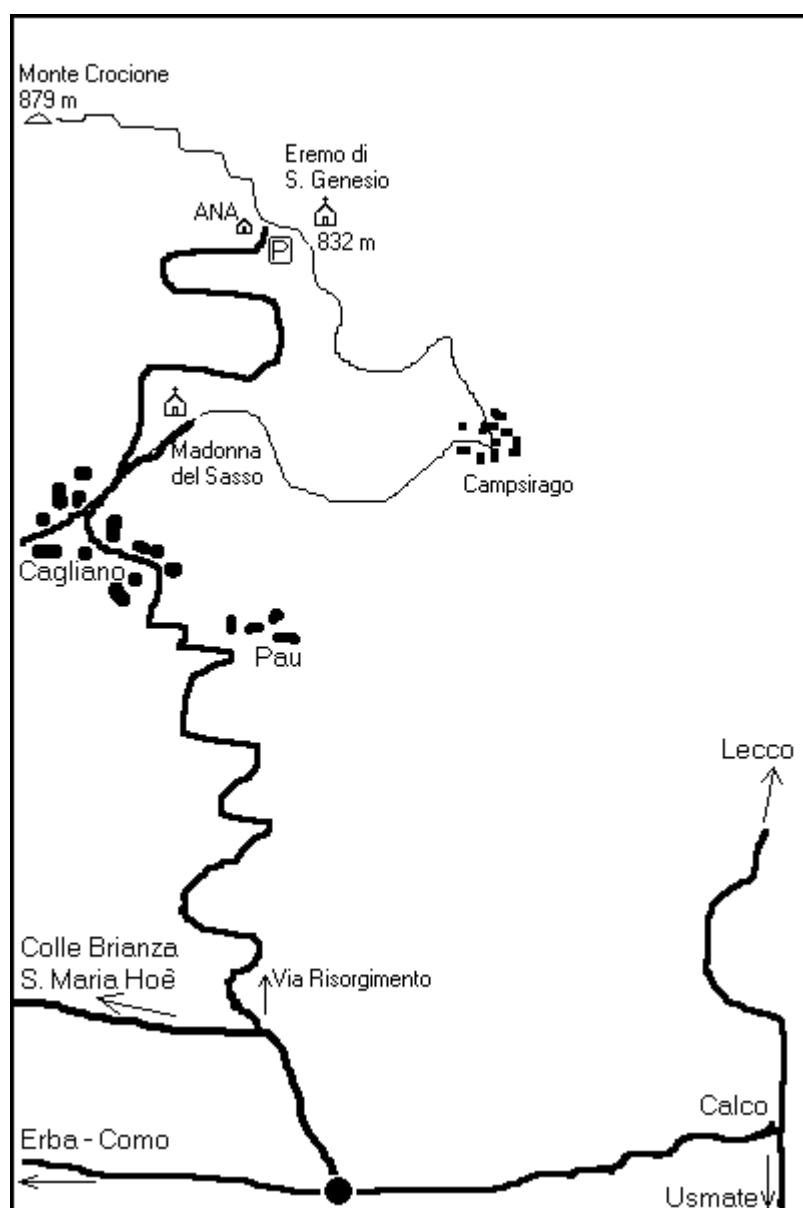 Monte Crocione
879 m
Eremo di
S. Genesio
ANA
P
832 m
Madonna
del Sasso
Campsirago
Cagliano
Pau
Lecco
Colle Brianza
S. Maria Hoê
Via Risorgimento
Calco
Erba - Como
Usmate